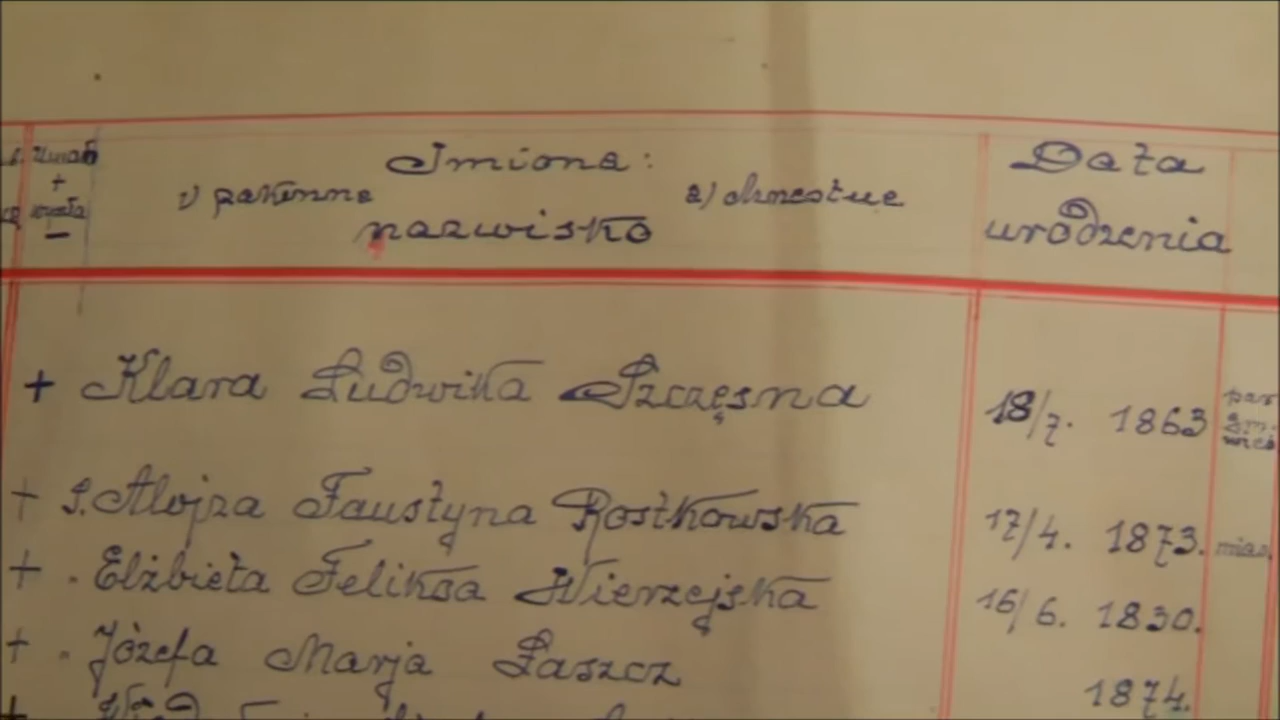 Imiona:
1) zakonne 2) chrzestne
nazwisko
Data
urodzenia
+ Klara Ludwika Szczęsna 18/7. 1863
+ S. Alojza Faustyna Rostkowska 17/4. 1873.
+ Elżbieta Feliksa Wierzejska 16/6. 1830.
+ Józefa Marja Łaszcz 1874.